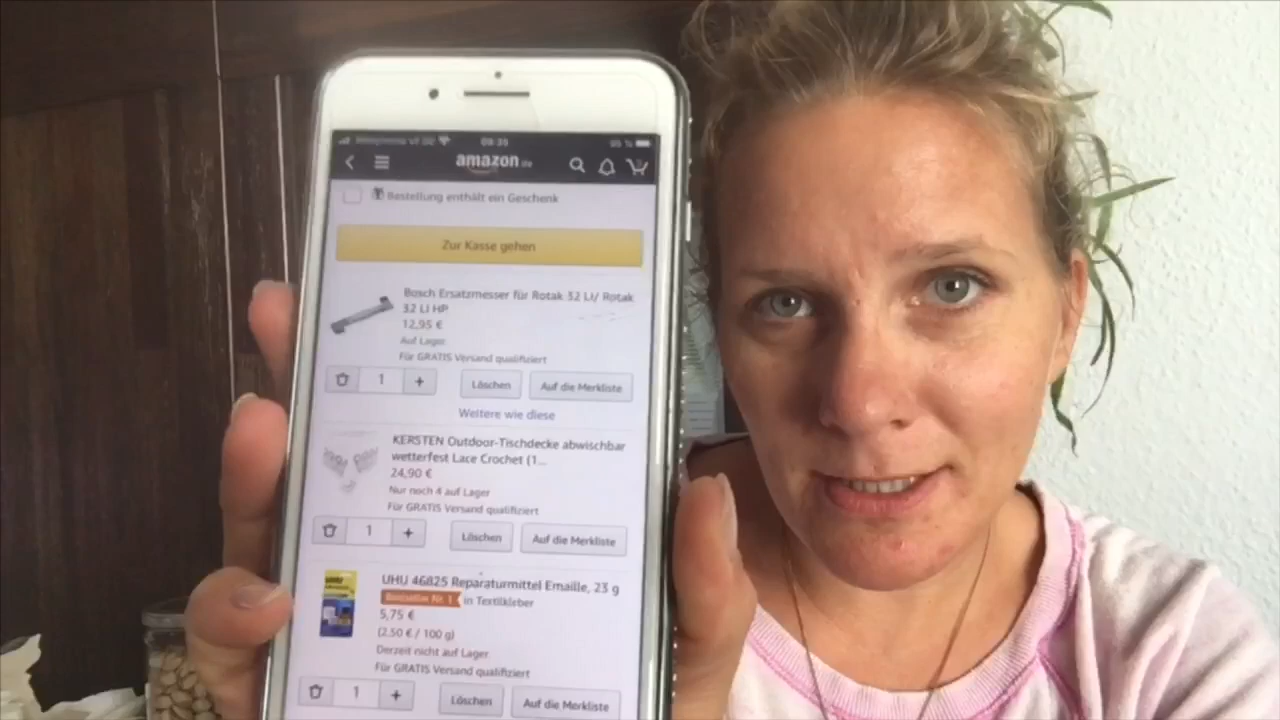 09:39
amazon.de
Bestellung enthält ein Geschenk
Zur Kasse gehen
Bosch Ersatzmesser für Rotak 32 LI/ Rotak
32 LI HP
12,95 €
Auf Lager
Für GRATIS Versand qualifiziert
1 +
Löschen
Auf die Merkliste
Weitere wie diese
KERSTEN Outdoor-Tischdecke abwischbar
wetterfest Lace Crochet (1...
24,90 €
Nur noch 4 auf Lager
Für GRATIS Versand qualifiziert
1 +
Löschen
Auf die Merkliste
UHU
UHU 46825 Reparaturmittel Emaille, 23 g
Bestseller Nr. 1 in Textilkleber
5,75 €
(2,50 € / 100 g)
Derzeit nicht auf Lager
Für GRATIS Versand qualifiziert
1 +
Löschen
Auf die Merkliste